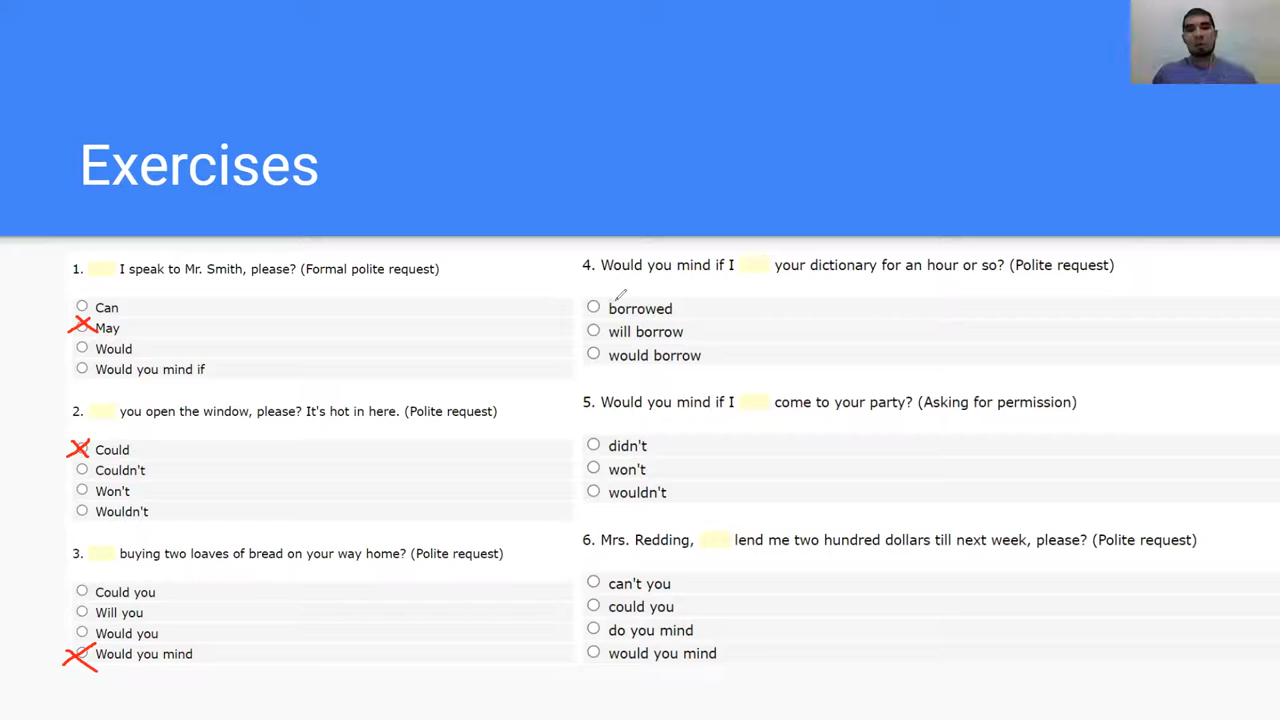 Exercises
1. I speak to Mr. Smith, please? (Formal polite request)
Can
May
Would
Would you mind if
2. you open the window, please? It's hot in here. (Polite request)
Could
Couldn't
Won't
Wouldn't
3. buying two loaves of bread on your way home? (Polite request)
Could you
Will you
Would you
Would you mind
4. Would you mind if I your dictionary for an hour or so? (Polite request)
borrowed
will borrow
would borrow
5. Would you mind if I come to your party? (Asking for permission)
didn't
won't
wouldn't
6. Mrs. Redding, lend me two hundred dollars till next week, please? (Polite request)
can't you
could you
do you mind
would you mind